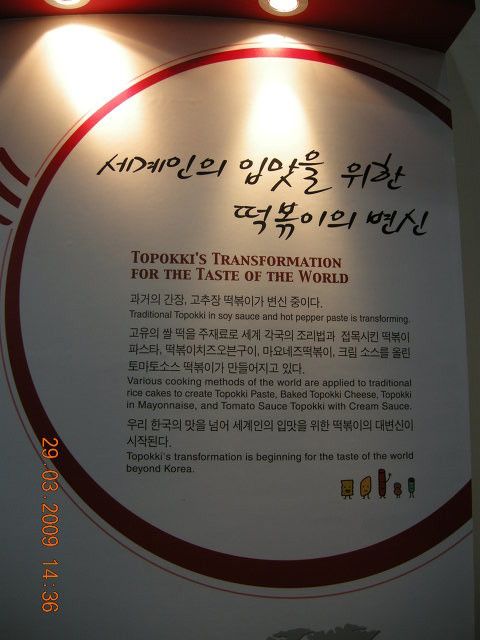 세계인의 입맛을 위한
떡볶이의 변신
TOPOKKI'S TRANSFORMATION
FOR THE TASTE OF THE WORLD
과거의 간장, 고추장 떡볶이가 변신 중이다.
Traditional Topokki in soy sauce and hot pepper paste is transforming.
고유의 쌀 떡을 주재료로 세계 각국의 조리법과 접목시킨 떡볶이
파스타, 떡볶이치즈오븐구이, 마요네즈떡볶이, 크림 소스를 올린
토마토소스 떡볶이가 만들어지고 있다.
Various cooking methods of the world are applied to traditional
rice cakes to create Topokki Paste, Baked Topokki Cheese, Topokki
in Mayonnaise, and Tomato Sauce Topokki with Cream Sauce.
우리 한국의 맛을 넘어 세계인의 입맛을 위한 떡볶이의 대변신이
시작된다.
Topokki's transformation is beginning for the taste of the world
beyond Korea.
29.03.2009 14:36